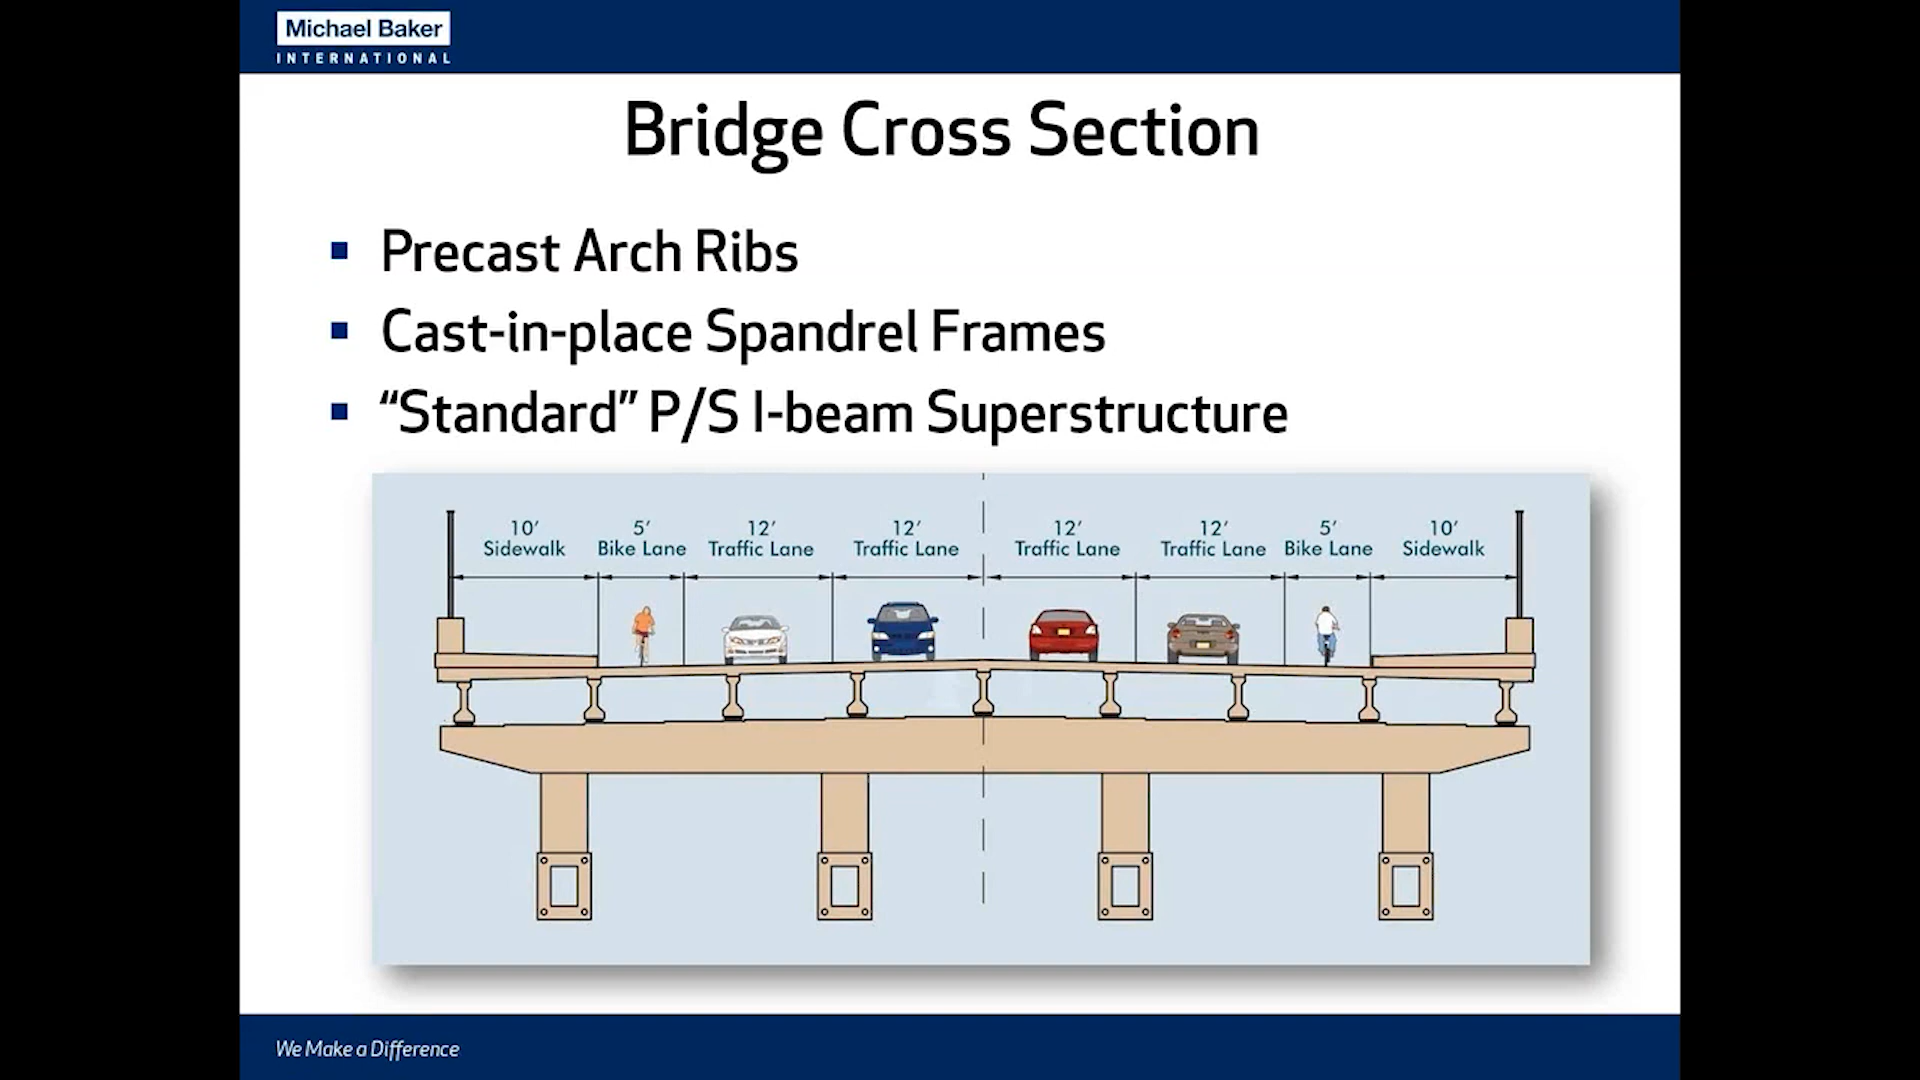 Michael Baker
INTERNATIONAL
Bridge Cross Section
Precast Arch Ribs
Cast-in-place Spandrel Frames
“Standard” P/S I-beam Superstructure
10′ 5′ 12′ 12′ 12′ 12′ 5′ 10′
Sidewalk Bike Lane Traffic Lane Traffic Lane Traffic Lane Traffic Lane Bike Lane Sidewalk
We Make a Difference